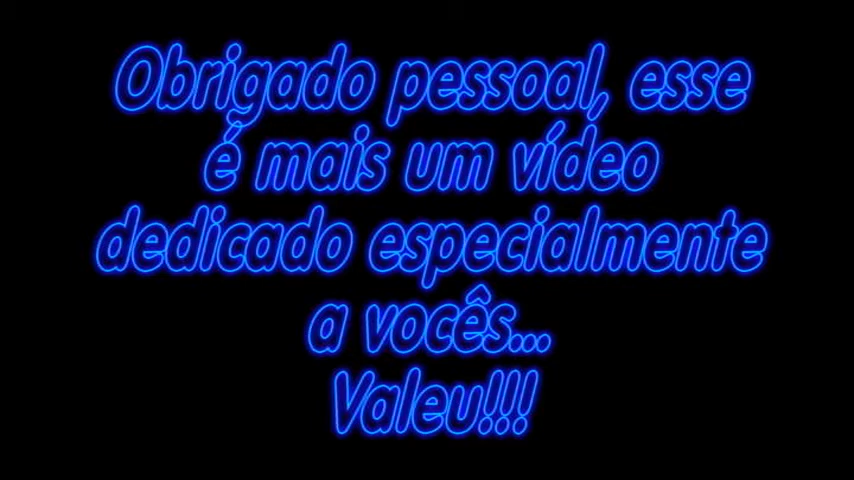 Obrigado pessoal, esse
é mais um vídeo
dedicado especialmente
a vocês...
Valeu!!!